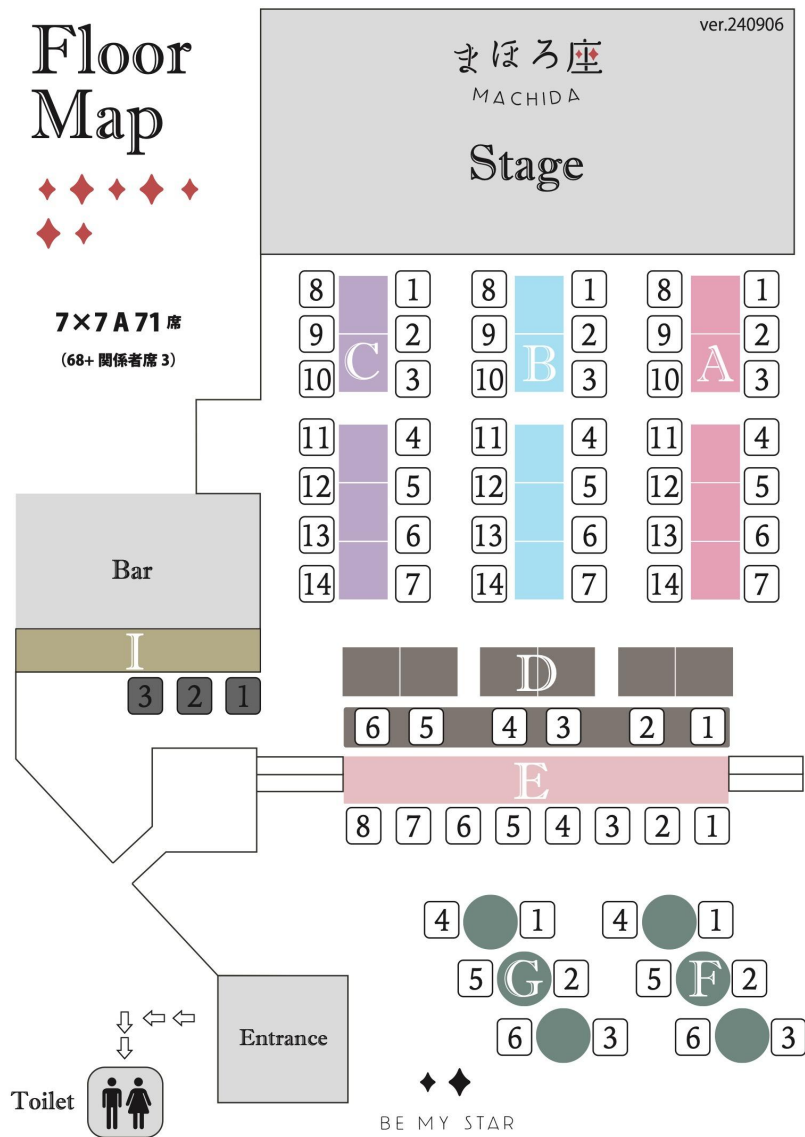 Floor
Map
ver.240906
まほろ座
MACHIDA
Stage
7×7 A 71 席
(68+ 関係者席 3)
8 1 8 1 8 1
9 2 9 2 9 2
C B A
10 3 10 3 10 3
11 4 11 4 11 4
12 5 12 5 12 5
13 6 13 6 13 6
14 7 14 7 14 7
Bar
I
3 2 1
D
6 5 4 3 2 1
E
8 7 6 5 4 3 2 1
4 1 4 1
5 G 2 5 F 2
6 3 6 3
Entrance
Toilet
BE MY STAR